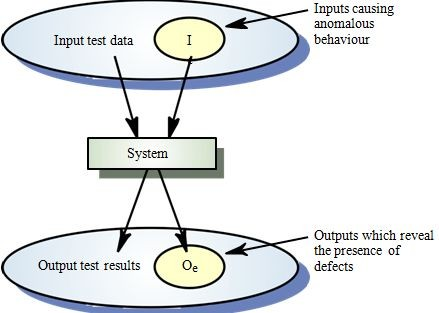 Inputs causing
anomalous
behaviour
Input test data
I
System
Outputs which reveal
the presence of
defects
Output test results
Oe